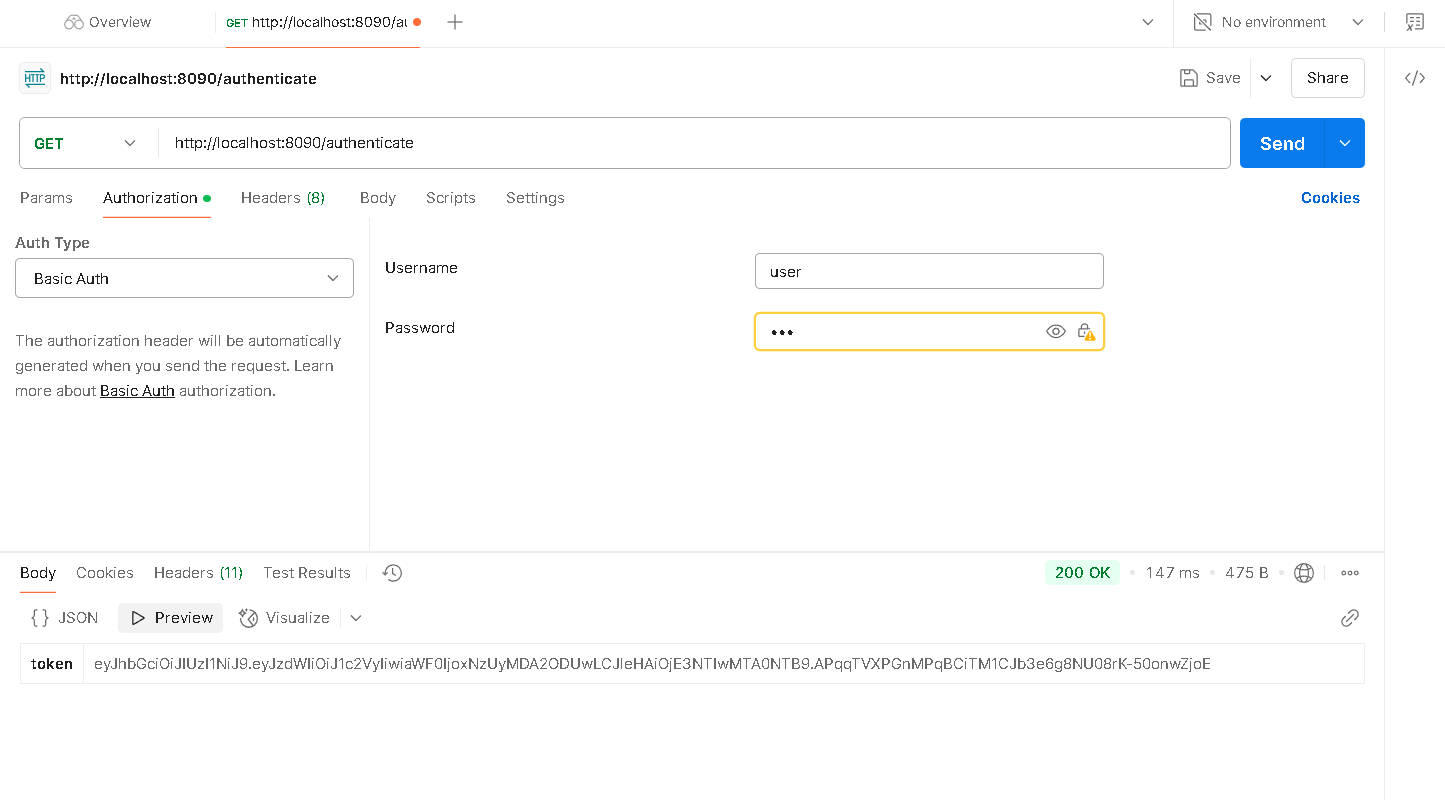 Overview
GET http://localhost:8090/au
No environment
HTTP http://localhost:8090/authenticate
Save
Share
GET http://localhost:8090/authenticate
Send
Params Authorization Headers (8) Body Scripts Settings Cookies
Auth Type
Basic Auth
The authorization header will be automatically
generated when you send the request. Learn
more about Basic Auth authorization.
Username
user
Password
•••
Body Cookies Headers (11) Test Results
200 OK • 147 ms • 475 B
{} JSON Preview Visualize
token eyJhbGciOiJIUzI1NiJ9.eyJzdWIiOiJ1c2VyIiwiaWF0IjoxNzUyMDA2ODUwLCJleHAiOjE3NTIwMTA0NTB9.APqqTVXPGnMPqBCiTM1CJb3e6g8NU08rK-50onwZjoE